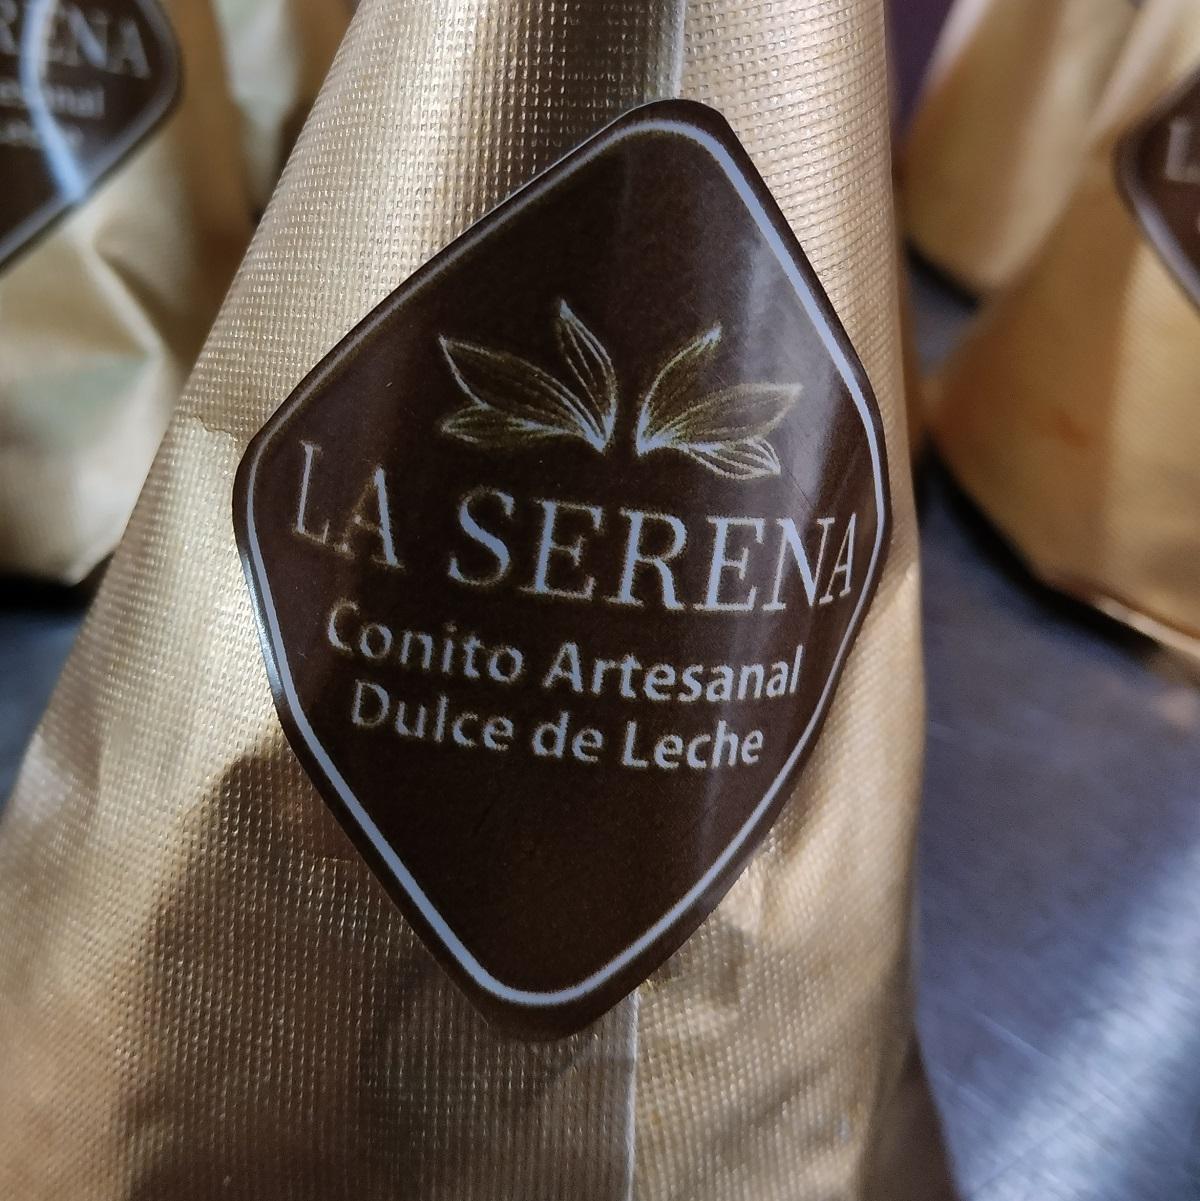 LA SERENA
Conito Artesanal
Dulce de Leche